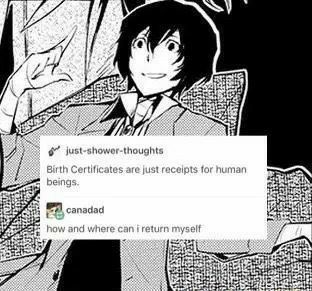 just-shower-thoughts
Birth Certificates are just receipts for human
beings.
canadad
how and where can i return myself